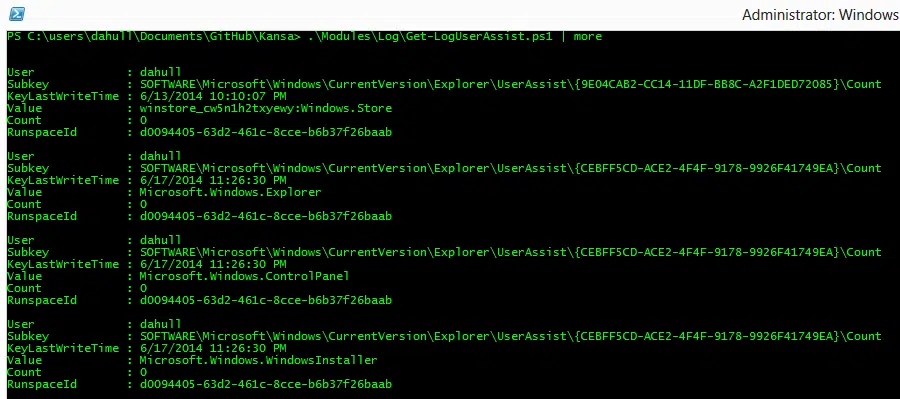 Administrator: Windows
PS C:\users\dahull\Documents\GitHub\Kansa> .\Modules\Log\Get-LogUserAssist.ps1 | more
User : dahull
Subkey : SOFTWARE\Microsoft\Windows\CurrentVersion\Explorer\UserAssist\{9E04CAB2-CC14-11DF-BB8C-A2F1DED72085}\Count
KeyLastWriteTime : 6/13/2014 10:10:07 PM
Value : winstore_cw5n1h2txyewy:Windows.Store
Count : 0
RunspaceId : d0094405-63d2-461c-8cce-b6b37f26baab
User : dahull
Subkey : SOFTWARE\Microsoft\Windows\CurrentVersion\Explorer\UserAssist\{CEBFF5CD-ACE2-4F4F-9178-9926F41749EA}\Count
KeyLastWriteTime : 6/17/2014 11:26:30 PM
Value : Microsoft.Windows.Explorer
Count : 0
RunspaceId : d0094405-63d2-461c-8cce-b6b37f26baab
User : dahull
Subkey : SOFTWARE\Microsoft\Windows\CurrentVersion\Explorer\UserAssist\{CEBFF5CD-ACE2-4F4F-9178-9926F41749EA}\Count
KeyLastWriteTime : 6/17/2014 11:26:30 PM
Value : Microsoft.Windows.ControlPanel
Count : 0
RunspaceId : d0094405-63d2-461c-8cce-b6b37f26baab
User : dahull
Subkey : SOFTWARE\Microsoft\Windows\CurrentVersion\Explorer\UserAssist\{CEBFF5CD-ACE2-4F4F-9178-9926F41749EA}\Count
KeyLastWriteTime : 6/17/2014 11:26:30 PM
Value : Microsoft.Windows.WindowsInstaller
Count : 0
RunspaceId : d0094405-63d2-461c-8cce-b6b37f26baab